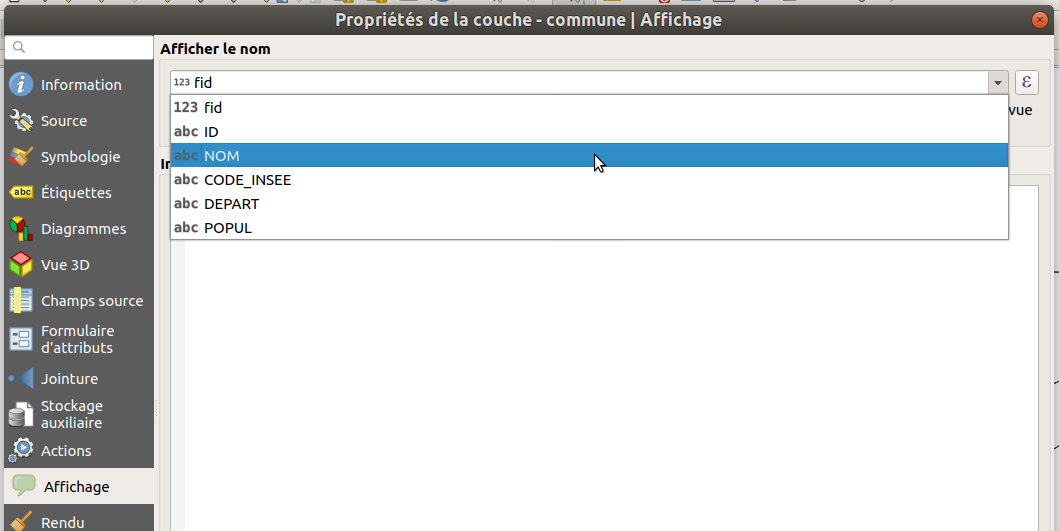 Propriétés de la couche - commune | Affichage
Afficher le nom
123 fid
ε
123 fid
vue
abc ID
abc NOM
abc CODE_INSEE
abc DEPART
abc POPUL
Information
Source
Symbologie
abc Étiquettes
Diagrammes
Vue 3D
Champs source
Formulaire
d'attributs
Jointure
Stockage
auxiliaire
Actions
Affichage
Rendu